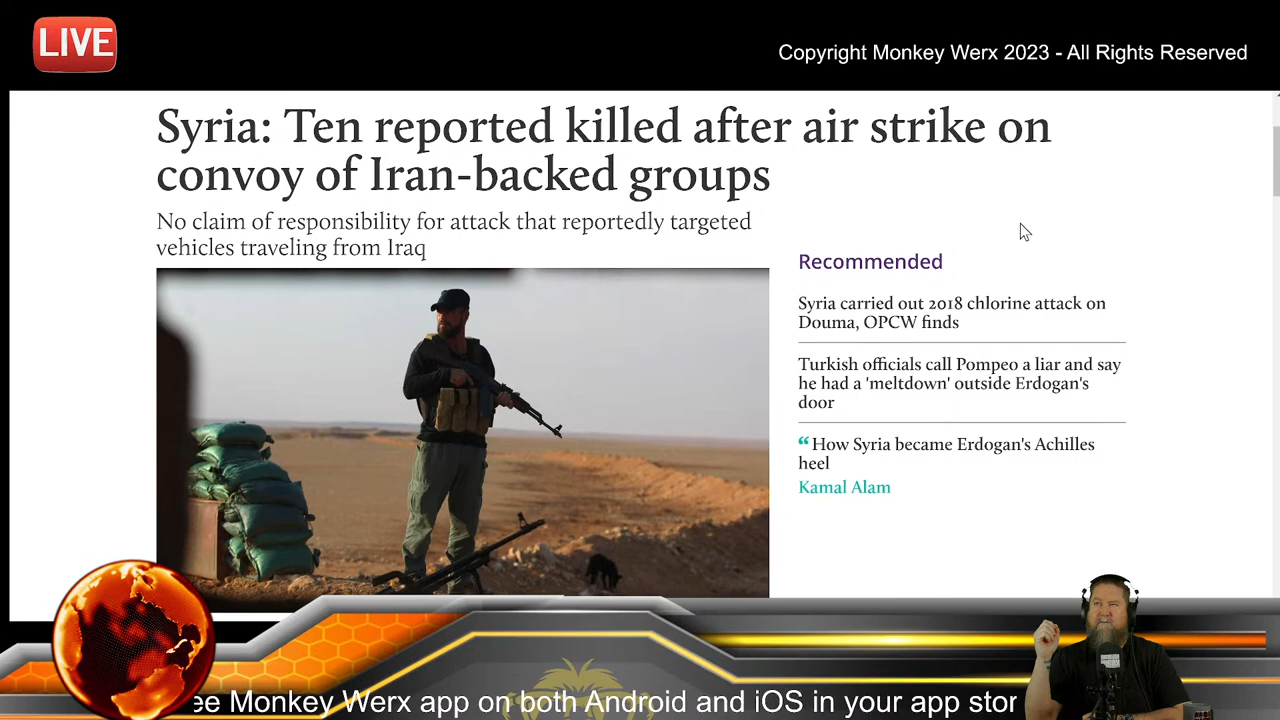 LIVE
Copyright Monkey Werx 2023 - All Rights Reserved
Syria: Ten reported killed after air strike on
convoy of Iran-backed groups
No claim of responsibility for attack that reportedly targeted
vehicles traveling from Iraq
Recommended
Syria carried out 2018 chlorine attack on
Douma, OPCW finds
Turkish officials call Pompeo a liar and say
he had a 'meltdown' outside Erdogan's
door
“How Syria became Erdogan's Achilles
heel
Kamal Alam
ee Monkey Werx app on both Android and iOS in your app stor